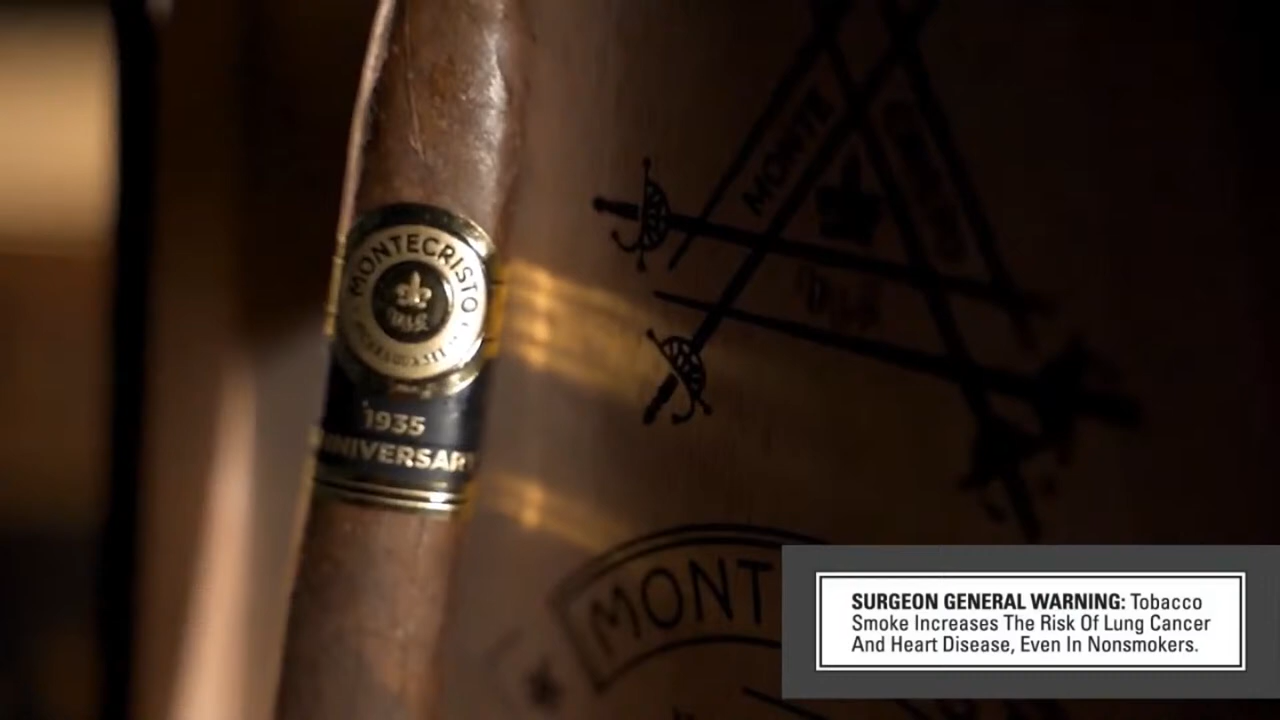 MONTECRISTO
1935
ANNIVERSARY
MONTE
MONT
SURGEON GENERAL WARNING: Tobacco
Smoke Increases The Risk Of Lung Cancer
And Heart Disease, Even In Nonsmokers.